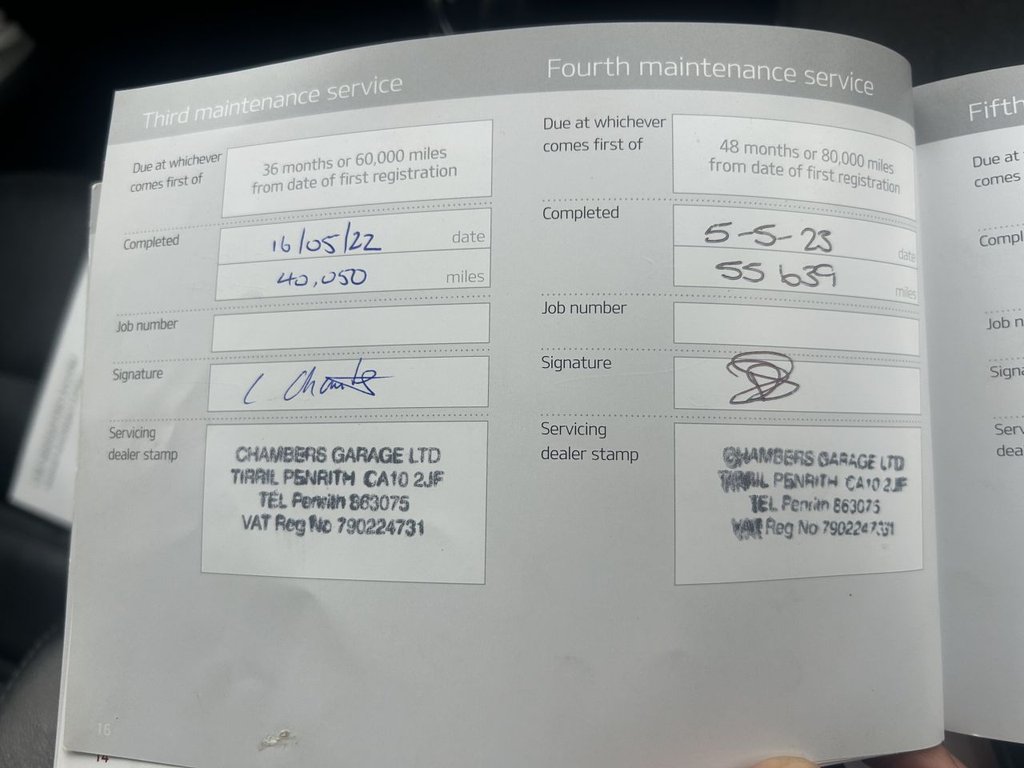 Third maintenance service
Due at whichever
comes first of
36 months or 60,000 miles
from date of first registration
Completed
16/05/22 date
40,050 miles
Job number
Signature
Servicing
dealer stamp
CHAMBERS GARAGE LTD
TIRRIL PENRITH CA10 2JF
TEL Penrith 863075
VAT Reg No 790224731
16
14
Fourth maintenance service
Due at whichever
comes first of
48 months or 80,000 miles
from date of first registration
Completed
5-5-23 date
55 639 miles
Job number
Signature
Servicing
dealer stamp
CHAMBERS GARAGE LTD
TIRRIL PENRITH CA10 2JF
TEL Penrith 863075
VAT Reg No 790224731
Fifth
Due at
comes
Compl
Job n
Signa
Serv
dea